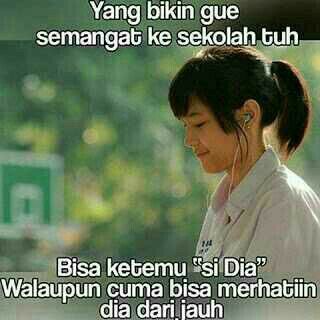 Yang bikin gue
semangat ke sekolah tuh
Bisa ketemu "si Dia"
Walaupun cuma bisa merhatiin
dia dari jauh